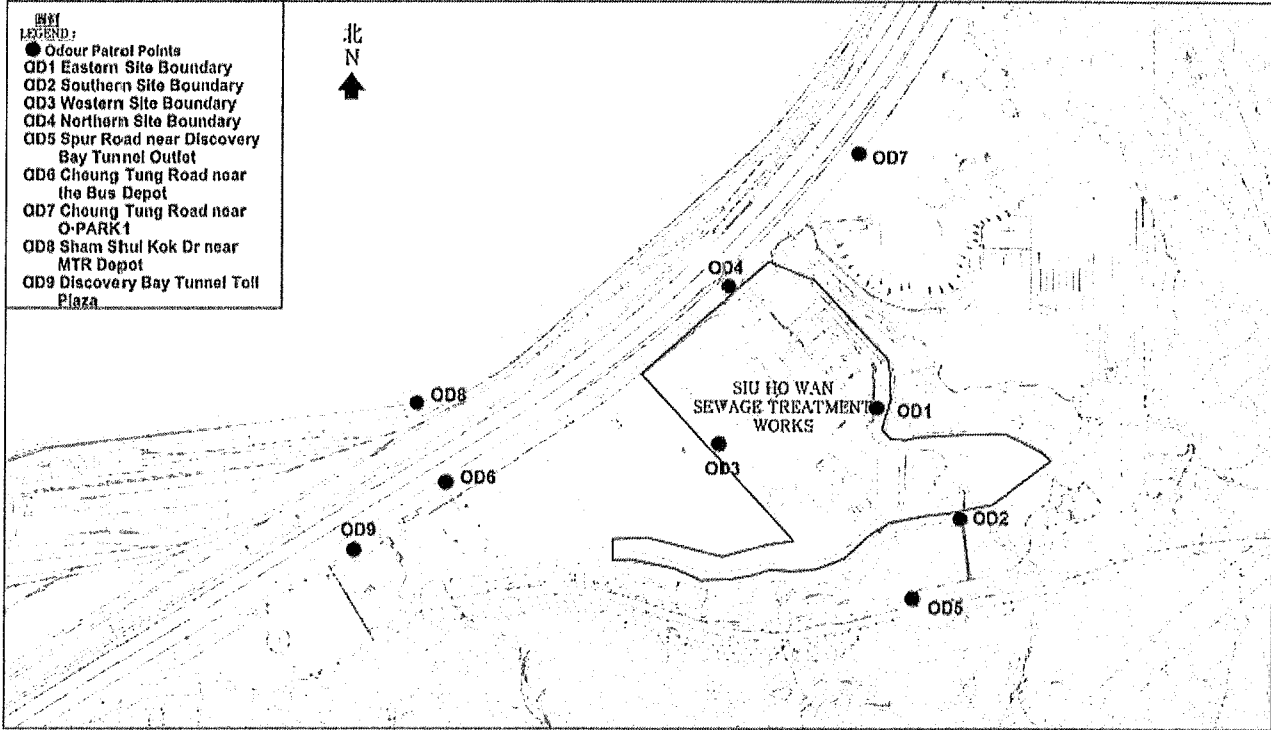 LEGEND:
Odour Patrol Points
OD1 Eastern Site Boundary
OD2 Southern Site Boundary
OD3 Western Site Boundary
OD4 Northern Site Boundary
OD5 Spur Road near Discovery
Bay Tunnel Outlet
OD6 Cheung Tung Road near
the Bus Depot
OD7 Cheung Tung Road near
O·PARK1
OD8 Sham Shui Kok Dr near
MTR Depot
OD9 Discovery Bay Tunnel Toll
Plaza
北
N
OD7
OD4
SIU HO WAN
SEWAGE TREATMENT
WORKS
OD8
OD1
OD3
OD6
OD2
OD9
OD5